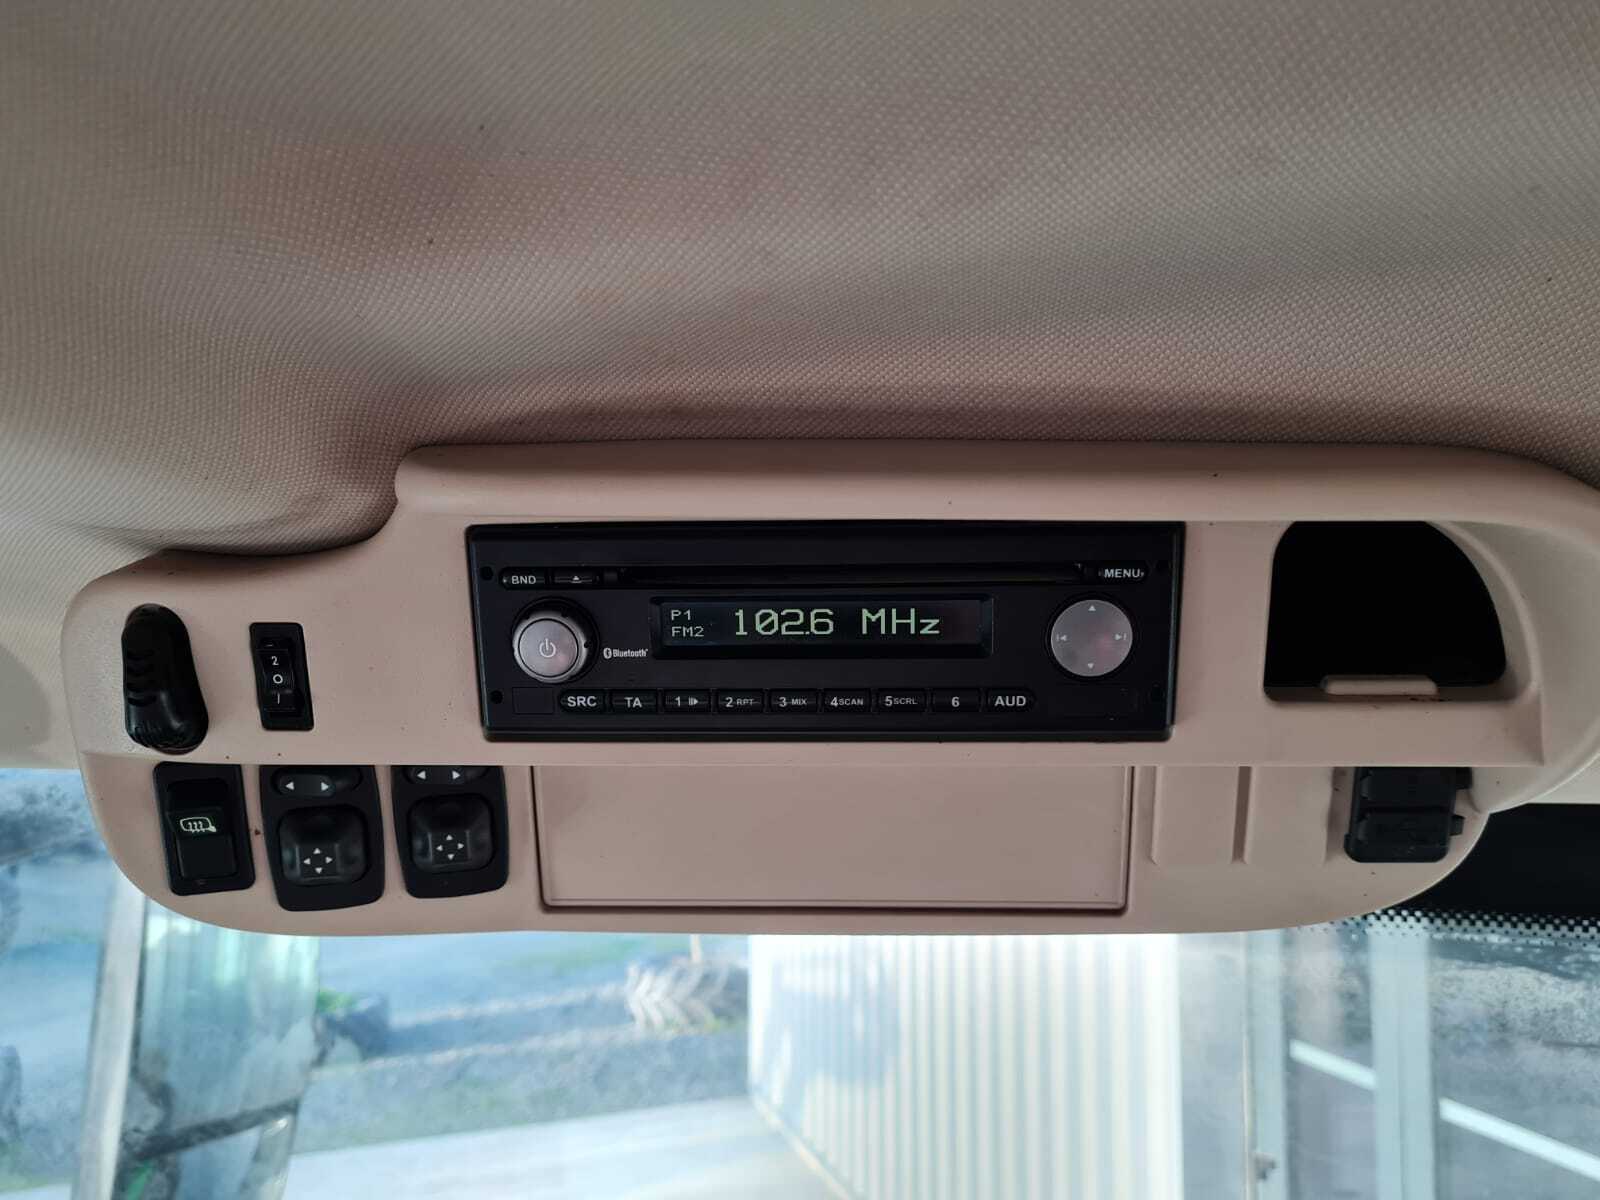 BND
MENU
P1
FM2
102.6 MHz
Bluetooth
SRC TA 1 2 RPT 3 MIX 4 SCAN 5 SCRL 6 AUD
2
O
I